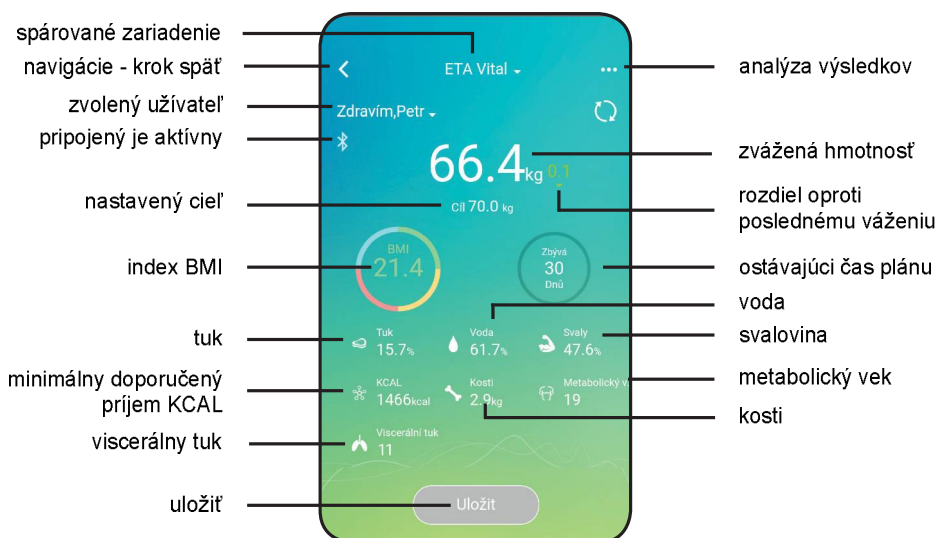 spárované zariadenie
navigácie - krok späť
zvolený užívateľ
pripojený je aktívny
nastavený cieľ
index BMI
tuk
minimálny doporučený
príjem KCAL
viscerálny tuk
uložiť
ETA Vital
Zdravím,Petr
66.4kg 0.1
Cíl 70.0 kg
BMI
21.4
Zbývá
30
Dnů
Tuk
15.7%
Voda
61.7%
Svaly
47.6%
KCAL
1466kcal
Kosti
2.9kg
Metabolický v
19
Viscerální tuk
11
Uložit
analýza výsledkov
zvážená hmotnosť
rozdiel oproti
poslednému váženiu
ostávajúci čas plánu
voda
svalovina
metabolický vek
kosti